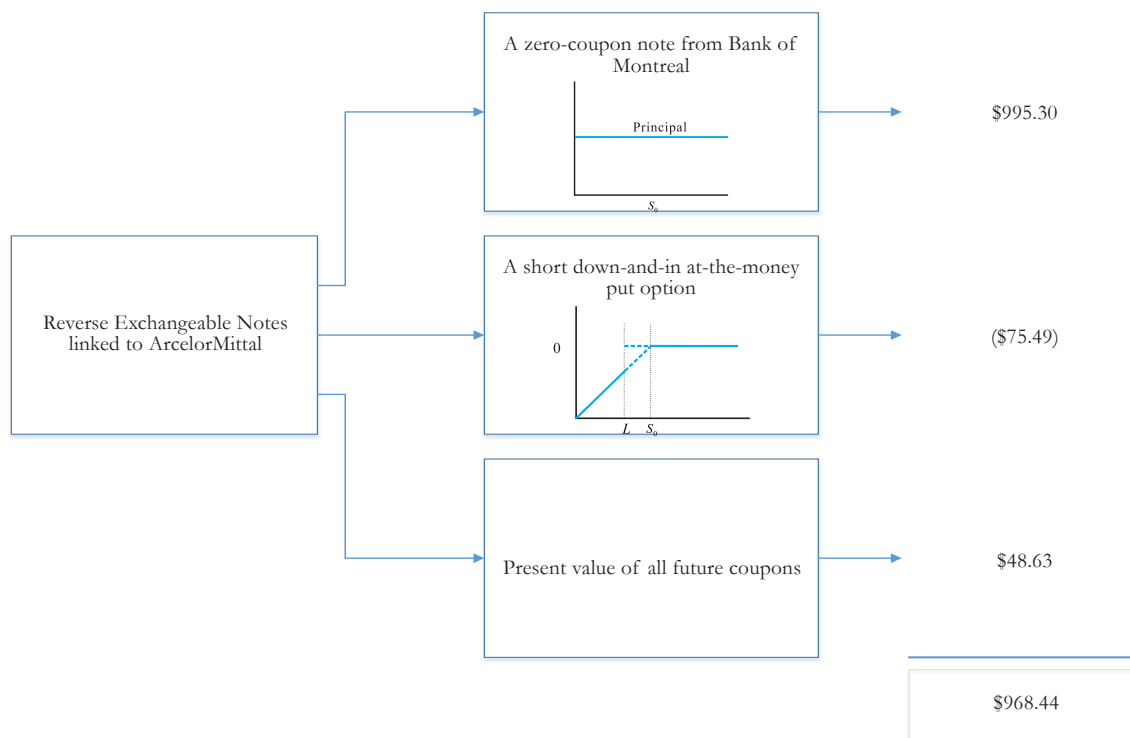 A zero-coupon note from Bank of
Montreal
Principal
S₀
$995.30
Reverse Exchangeable Notes
linked to ArcelorMittal
A short down-and-in at-the-money
put option
0
L S₀
($75.49)
Present value of all future coupons
$48.63
$968.44